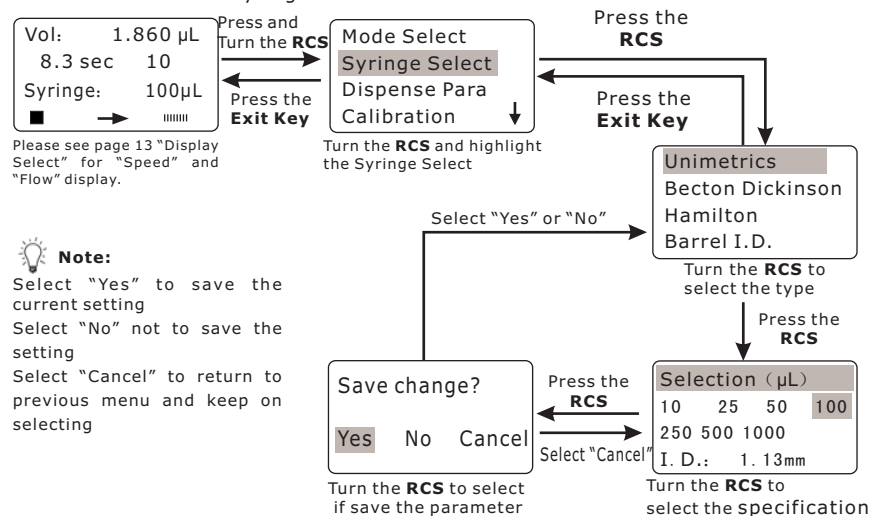 Vol: 1.860 µL
8.3 sec 10
Syringe: 100µL
Please see page 13 “Display
Select” for “Speed” and
“Flow” display.
Press and
Turn the RCS
Press the
Exit Key
Mode Select
Syringe Select
Dispense Para
Calibration
Turn the RCS and highlight
the Syringe Select
Press the
RCS
Press the
Exit Key
Unimetrics
Becton Dickinson
Hamilton
Barrel I.D.
Turn the RCS to
select the type
Press the
RCS
Selection（µL）
10 25 50 100
250 500 1000
I.D.: 1.13mm
Turn the RCS to
select the specification
Press the
RCS
Select “Cancel”
Save change?
Yes No Cancel
Turn the RCS to select
if save the parameter
Select “Yes” or “No”
Note:
Select “Yes” to save the
current setting
Select “No” not to save the
setting
Select “Cancel” to return to
previous menu and keep on
selecting